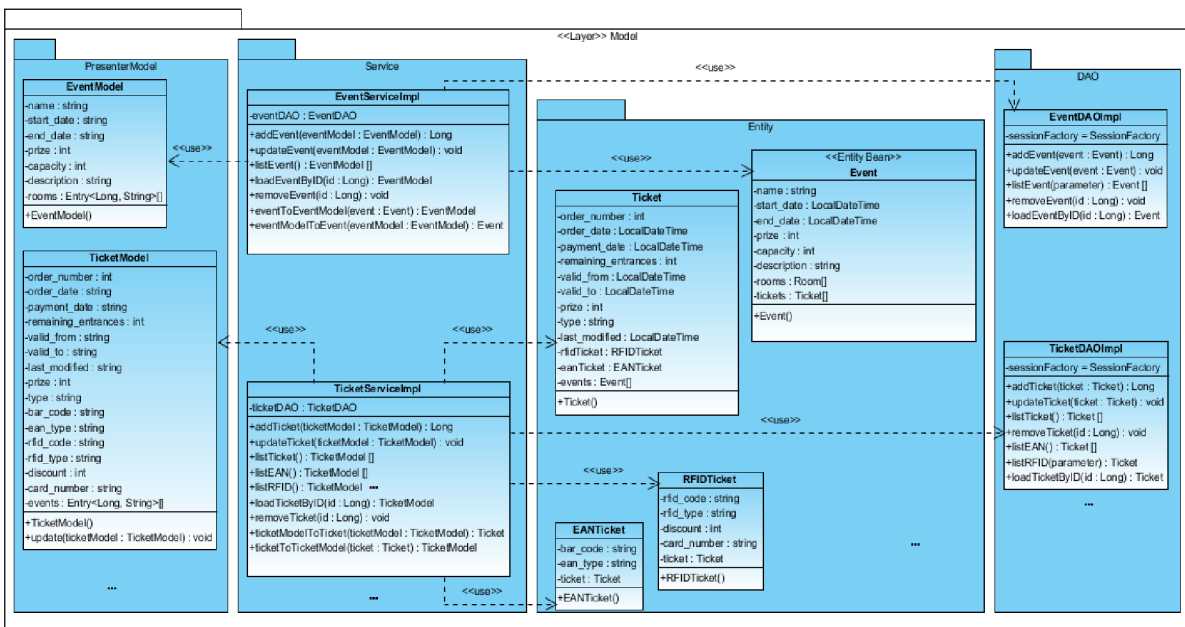 <<Layer>> Model
PresenterModel
EventModel
-name : string
-start_date : string
-end_date : string
-prize : int
-capacity : int
-description : string
-rooms : Entry<Long, String>[]
+EventModel()
TicketModel
-order_number : int
-order_date : string
-payment_date : string
-remaining_entrances : int
-valid_from : string
-valid_to : string
-last_modified : string
-prize : int
-type : string
-bar_code : string
-ean_type : string
-rfid_code : string
-rfid_type : string
-discount : int
-card_number : string
-events : Entry<Long, String>[]
+TicketModel()
+update(ticketModel : TicketModel) : void
...
<<use>>
<<use>>
Service
EventServiceImpl
-eventDAO : EventDAO
+addEvent(eventModel : EventModel) : Long
+updateEvent(eventModel : EventModel) : void
+listEvent() : EventModel []
+loadEventByID(id : Long) : EventModel
+removeEvent(id : Long) : void
+eventToEventModel(event : Event) : EventModel
+eventModelToEvent(eventModel : EventModel) : Event
TicketServiceImpl
-ticketDAO : TicketDAO
+addTicket(ticketModel : TicketModel) : Long
+updateTicket(ticketModel : TicketModel) : void
+listTicket() : TicketModel []
+listEAN() : TicketModel []
+listRFID() : TicketModel ...
+loadTicketByID(id : Long) : TicketModel
+removeTicket(id : Long) : void
+ticketModelToTicket(ticketModel : TicketModel) : Ticket
+ticketToTicketModel(ticket : Ticket) : TicketModel
...
<<use>>
<<use>>
<<use>>
<<use>>
<<use>>
<<use>>
Entity
Ticket
-order_number : int
-order_date : LocalDateTime
-payment_date : LocalDateTime
-remaining_entrances : int
-valid_from : LocalDateTime
-valid_to : LocalDateTime
-prize : int
-type : string
-last_modified : LocalDateTime
-rfidTicket : RFIDTicket
-eanTicket : EANTicket
-events : Event[]
+Ticket()
<<Entity Bean>>
Event
-name : string
-start_date : LocalDateTime
-end_date : LocalDateTime
-prize : int
-capacity : int
-description : string
-rooms : Room[]
-tickets : Ticket[]
+Event()
RFIDTicket
-rfid_code : string
-rfid_type : string
-discount : int
-card_number : string
-ticket : Ticket
+RFIDTicket()
EANTicket
-bar_code : string
-ean_type : string
-ticket : Ticket
+EANTicket()
...
DAO
EventDAOImpl
-sessionFactory = SessionFactory
+addEvent(event : Event) : Long
+updateEvent(event : Event) : void
+listEvent(parameter) : Event []
+removeEvent(id : Long) : void
+loadEventByID(id : Long) : Event
TicketDAOImpl
-sessionFactory = SessionFactory
+addTicket(ticket : Ticket) : Long
+updateTicket(ticket : Ticket) : void
+listTicket() : Ticket []
+removeTicket(id : Long) : void
+listEAN() : Ticket []
+listRFID(parameter) : Ticket
+loadTicketByID(id : Long) : Ticket
...